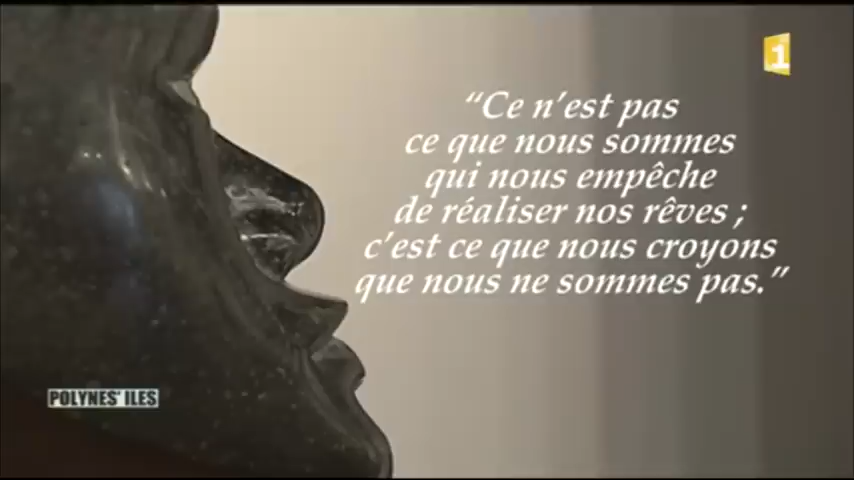 1
“Ce n’est pas
ce que nous sommes
qui nous empêche
de réaliser nos rêves ;
c’est ce que nous croyons
que nous ne sommes pas.”
POLYNES' ILES